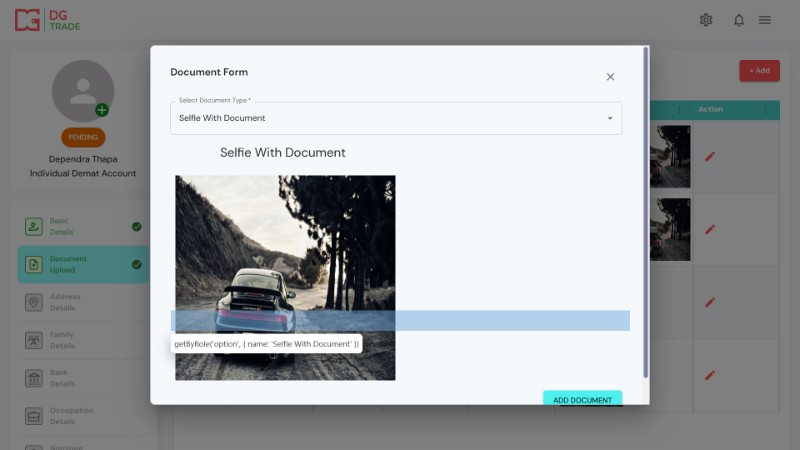 DG
TRADE
Document Form
+ Add
Select Document Type *
Selfie With Document
Action
PENDING
Selfie With Document
Dependra Thapa
Individual Demat Account
Basic
Details
Document
Upload
Address
Details
getByRole('option', { name: 'Selfie With Document' })
Family
Details
Bank
Details
ADD DOCUMENT
Occupation
Details
Nominee